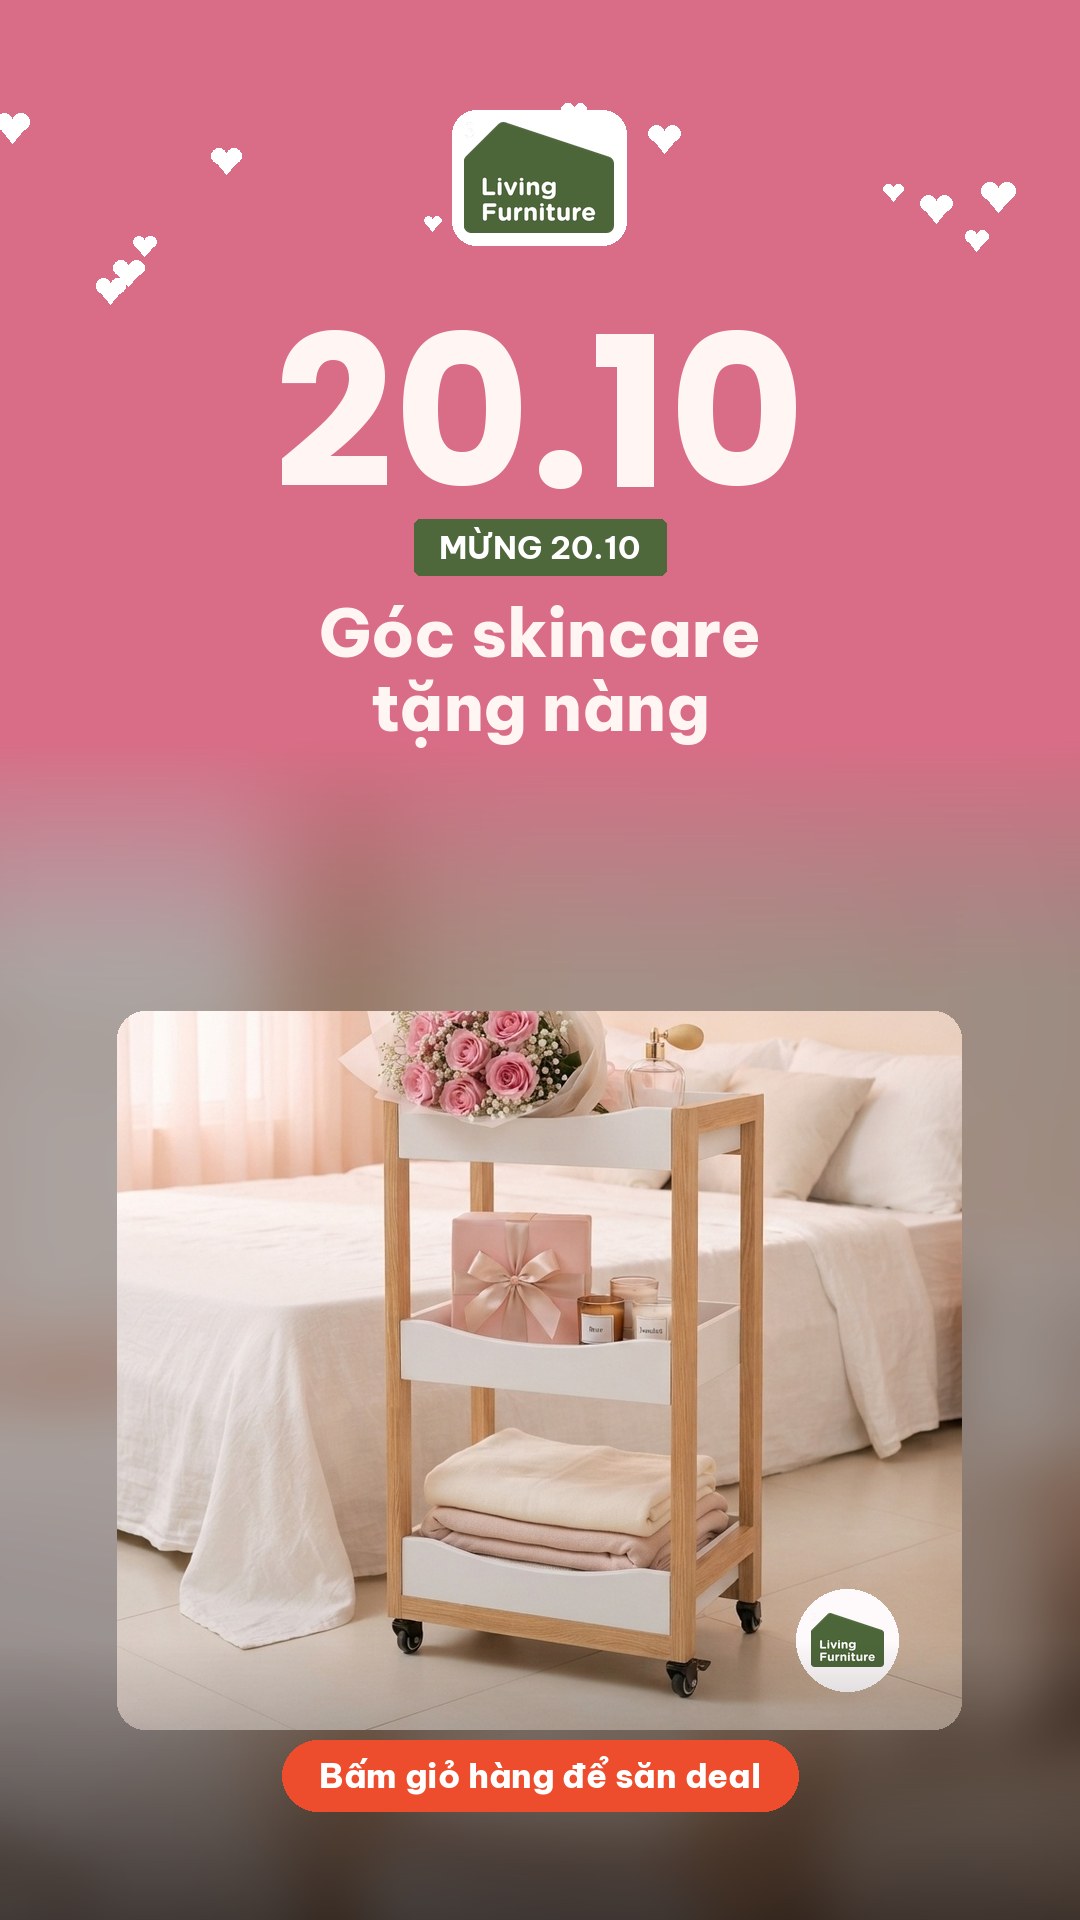 Living
Furniture
20.10
MỪNG 20.10
Góc skincare
tặng nàng
Living
Furniture
Bấm giỏ hàng để săn deal